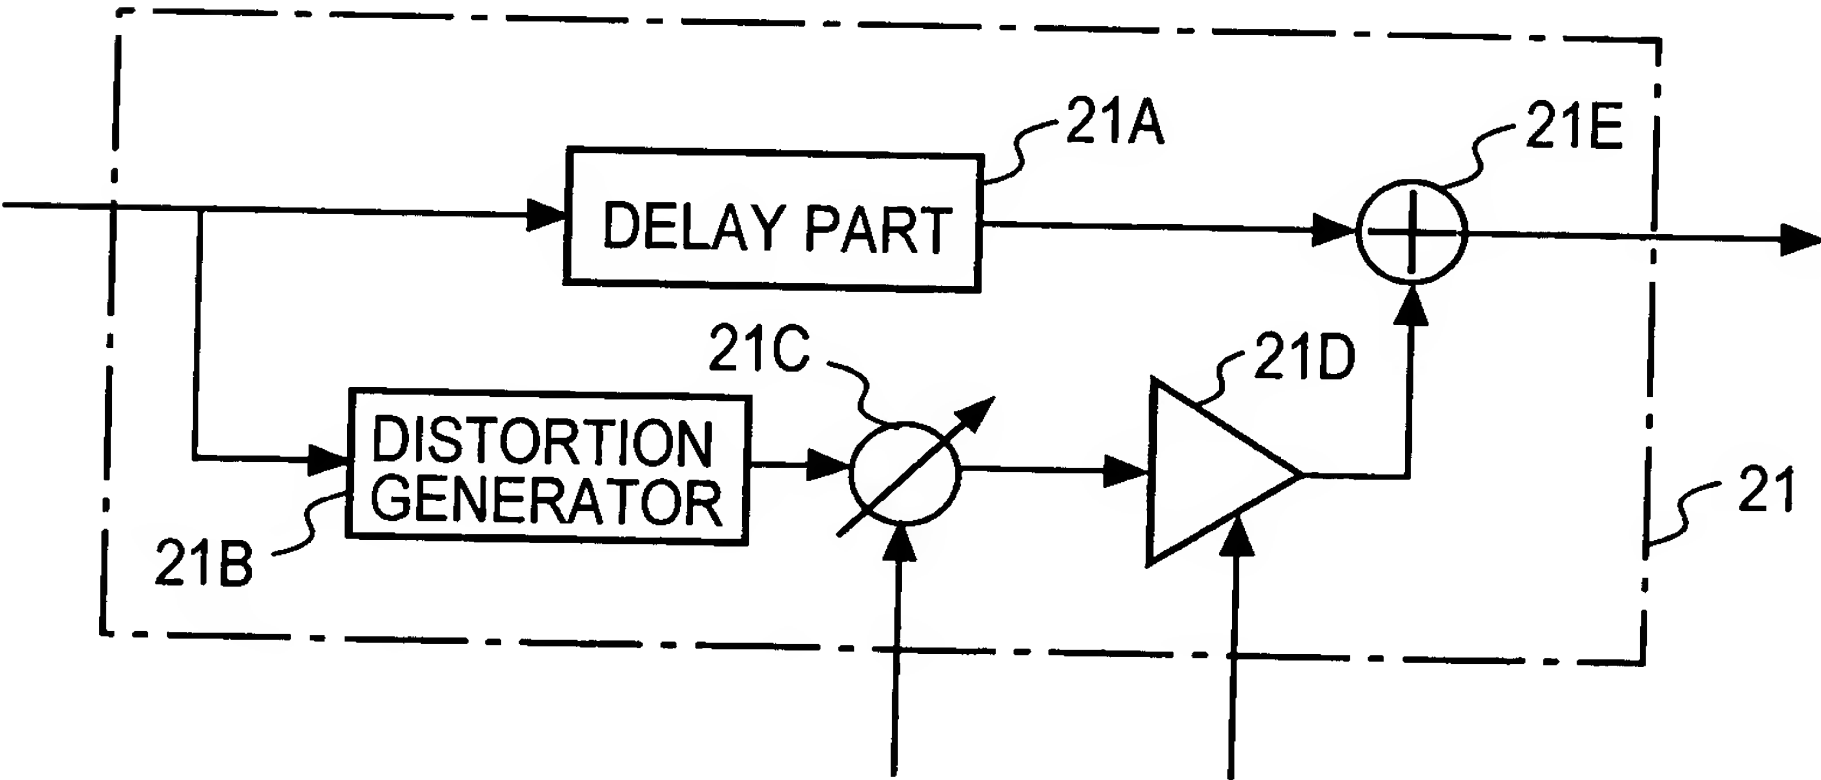 21A
21E
DELAY PART
21C
21D
DISTORTION
GENERATOR
21
21B